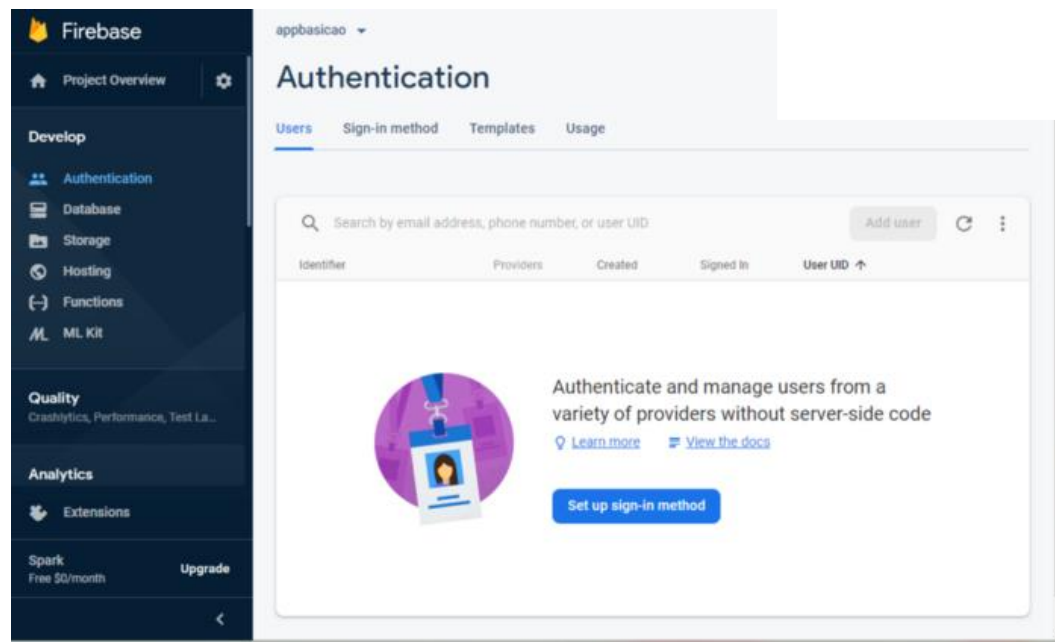 Firebase
Project Overview
Develop
Authentication
Database
Storage
Hosting
Functions
ML Kit
Quality
Crashlytics, Performance, Test La...
Analytics
Extensions
Spark
Free $0/month
Upgrade
appbasicao
Authentication
Users Sign-in method Templates Usage
Search by email address, phone number, or user UID
Add user
Identifier Providers Created Signed In User UID
Authenticate and manage users from a
variety of providers without server-side code
Learn more View the docs
Set up sign-in method